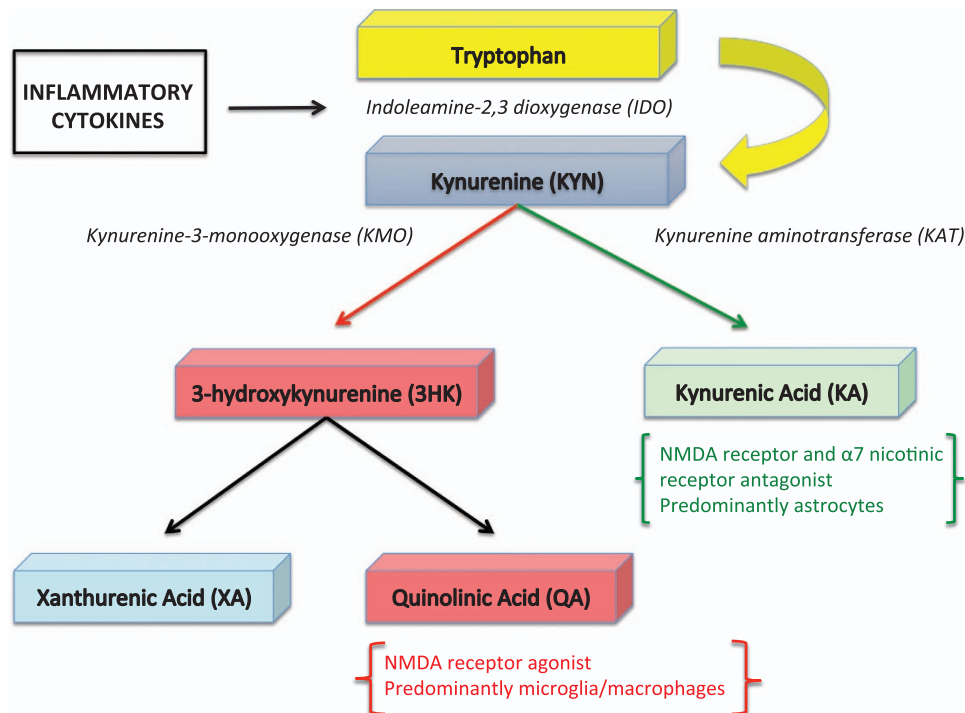 Tryptophan
INFLAMMATORY
CYTOKINES
Indoleamine-2,3 dioxygenase (IDO)
Kynurenine (KYN)
Kynurenine-3-monooxygenase (KMO)
Kynurenine aminotransferase (KAT)
3-hydroxykynurenine (3HK)
Kynurenic Acid (KA)
NMDA receptor and α7 nicotinic
receptor antagonist
Predominantly astrocytes
Xanthurenic Acid (XA)
Quinolinic Acid (QA)
NMDA receptor agonist
Predominantly microglia/macrophages